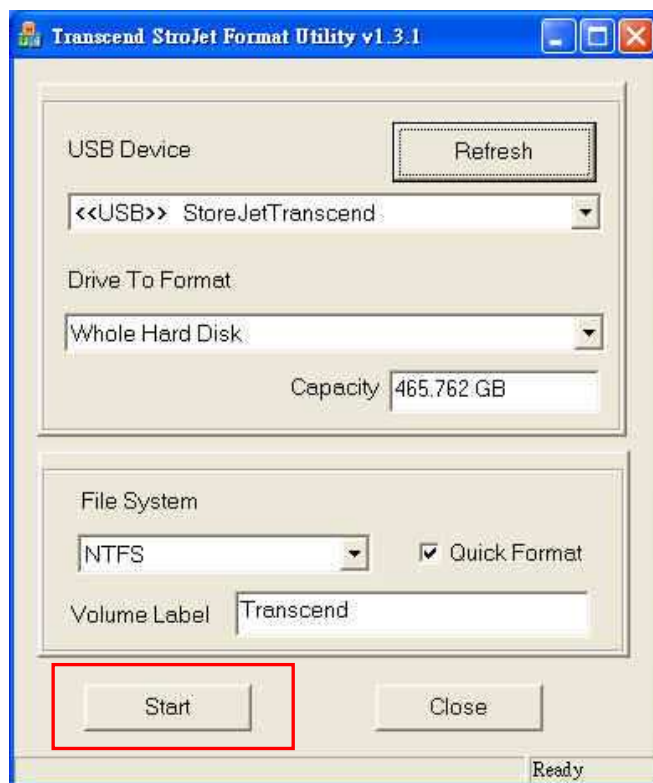 Transcend StroJet Format Utility v1.3.1
USB Device
Refresh
<<USB>> StoreJetTranscend
Drive To Format
Whole Hard Disk
Capacity 465.762 GB
File System
NTFS
Quick Format
Volume Label Transcend
Start Close
Ready